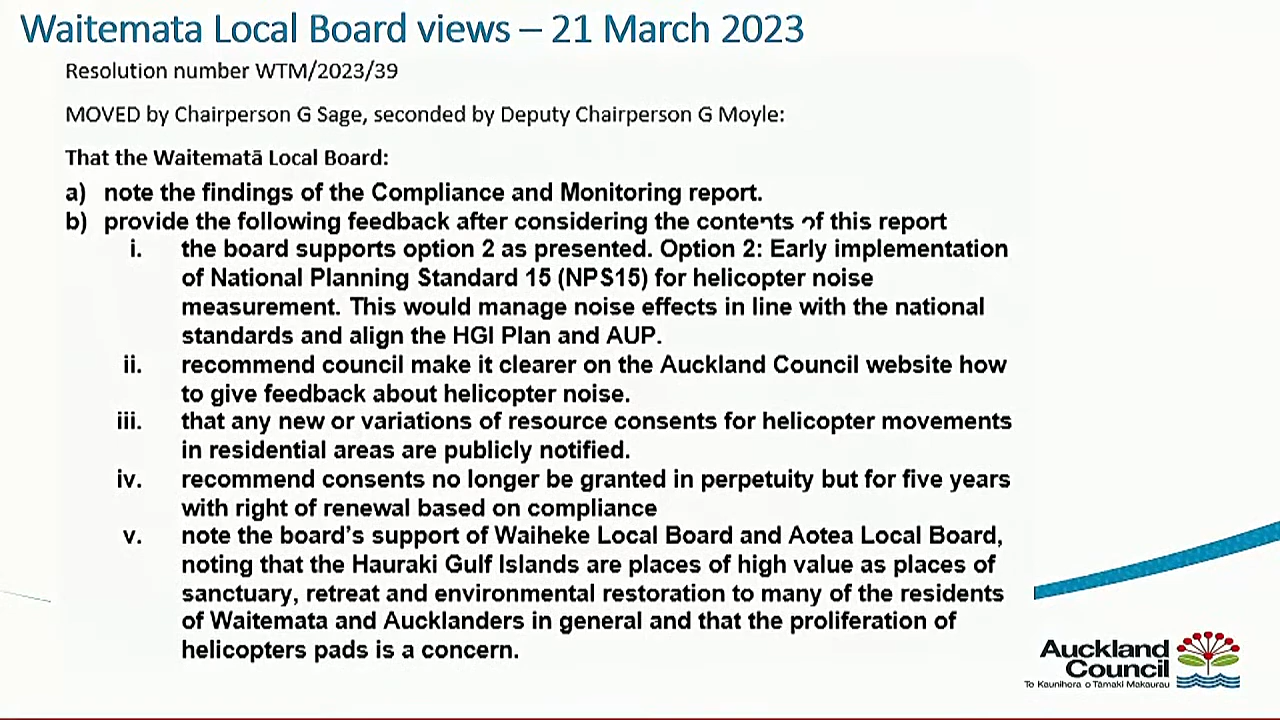 Waitemata Local Board views – 21 March 2023
Resolution number WTM/2023/39
MOVED by Chairperson G Sage, seconded by Deputy Chairperson G Moyle:
That the Waitematā Local Board:
a) note the findings of the Compliance and Monitoring report.
b) provide the following feedback after considering the contents of this report
i. the board supports option 2 as presented. Option 2: Early implementation
of National Planning Standard 15 (NPS15) for helicopter noise
measurement. This would manage noise effects in line with the national
standards and align the HGI Plan and AUP.
ii. recommend council make it clearer on the Auckland Council website how
to give feedback about helicopter noise.
iii. that any new or variations of resource consents for helicopter movements
in residential areas are publicly notified.
iv. recommend consents no longer be granted in perpetuity but for five years
with right of renewal based on compliance
v. note the board's support of Waiheke Local Board and Aotea Local Board,
noting that the Hauraki Gulf Islands are places of high value as places of
sanctuary, retreat and environmental restoration to many of the residents
of Waitemata and Aucklanders in general and that the proliferation of
helicopters pads is a concern.
Auckland
Council
Te Kaunihera o Tāmaki Makaurau